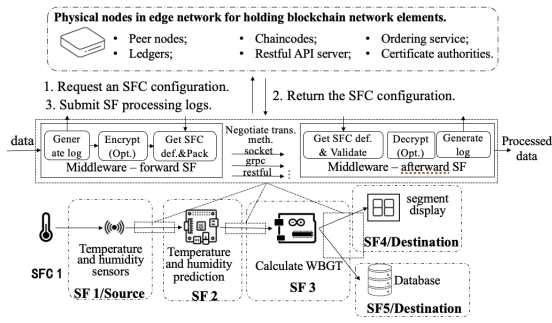 Physical nodes in edge network for holding blockchain network elements.
• Peer nodes;
• Ledgers;
• Chaincodes;
• Restful API server;
• Ordering service;
• Certificate authorities.
1. Request an SFC configuration.
3. Submit SF processing logs.
2. Return the SFC configuration.
data
Gener
ate log
Encrypt
(Opt.)
Get SFC
def.&Pack
Middleware – forward SF
Negotiate trans.
meth.
socket
grpc
restful
⋮
Get SFC def.
& Validate
Decrypt
(Opt.)
Generate
log
Middleware – afterward SF
Processed
data
SFC 1
Temperature
and humidity
sensors
SF 1/Source
Temperature
and humidity
prediction
SF 2
Calculate WBGT
SF 3
segment
display
SF4/Destination
Database
SF5/Destination